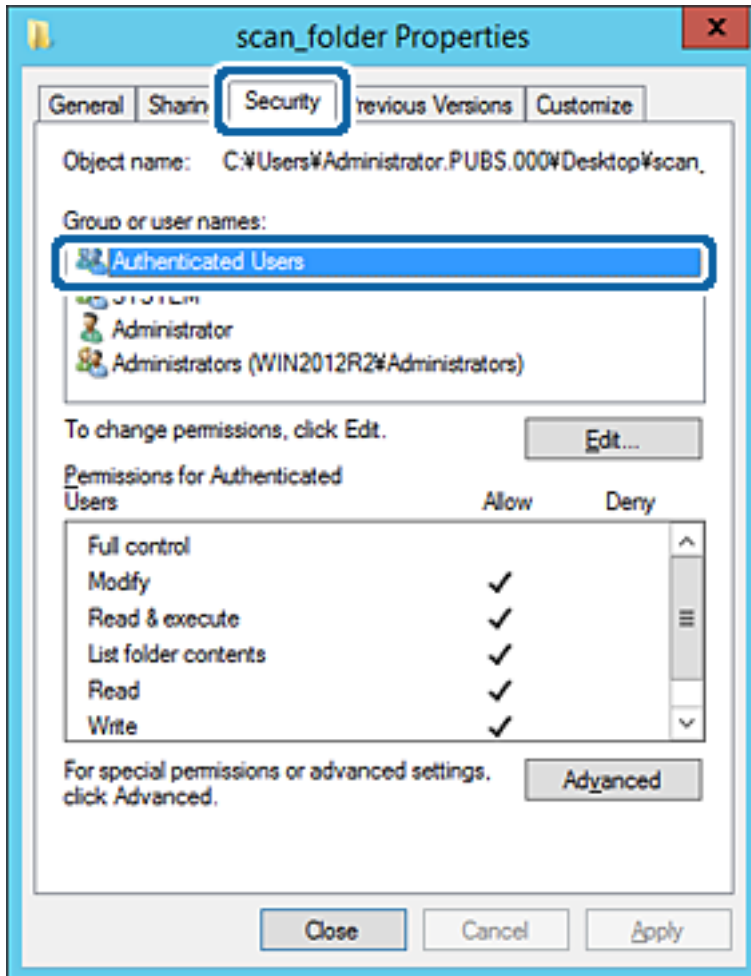 scan_folder Properties
x
General Sharin Security revious Versions Customize
Object name: C:¥Users¥Administrator.PUBS.000¥Desktop¥scan_
Group or user names:
Authenticated Users
SYSTEM
Administrator
Administrators (WIN2012R2¥Administrators)
To change permissions, click Edit.
Edit...
Permissions for Authenticated
Users Allow Deny
Full control
Modify
Read & execute
List folder contents
Read
Write
For special permissions or advanced settings,
click Advanced.
Advanced
Close Cancel Apply